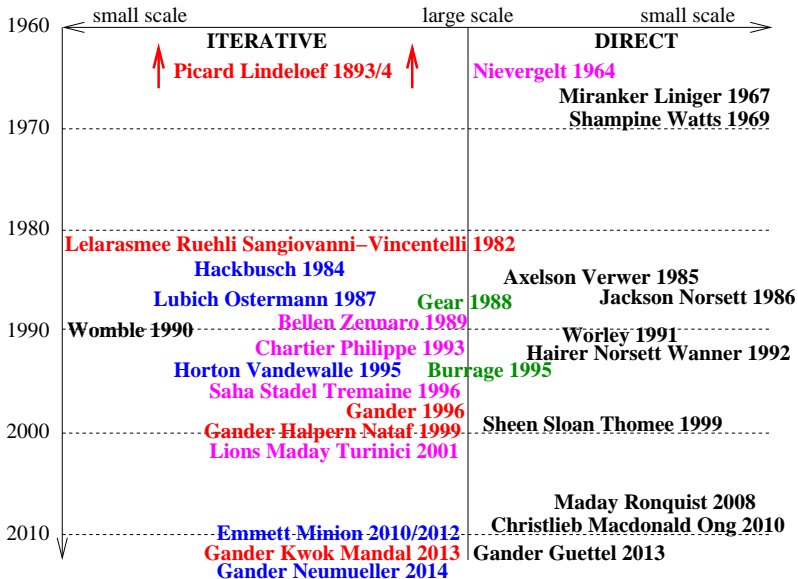 small scale large scale small scale
1960
ITERATIVE DIRECT
Picard Lindeloef 1893/4 Nievergelt 1964
Miranker Liniger 1967
Shampine Watts 1969
1970
1980
Lelarasmee Ruehli Sangiovanni−Vincentelli 1982
Hackbusch 1984
Axelson Verwer 1985
Lubich Ostermann 1987 Gear 1988 Jackson Norsett 1986
Bellen Zennaro 1989
1990 Womble 1990 Worley 1991
Chartier Philippe 1993 Hairer Norsett Wanner 1992
Horton Vandewalle 1995 Burrage 1995
Saha Stadel Tremaine 1996
Gander 1996
Sheen Sloan Thomee 1999
2000 Gander Halpern Nataf 1999
Lions Maday Turinici 2001
Maday Ronquist 2008
Christlieb Macdonald Ong 2010
2010 Emmett Minion 2010/2012
Gander Kwok Mandal 2013 Gander Guettel 2013
Gander Neumueller 2014